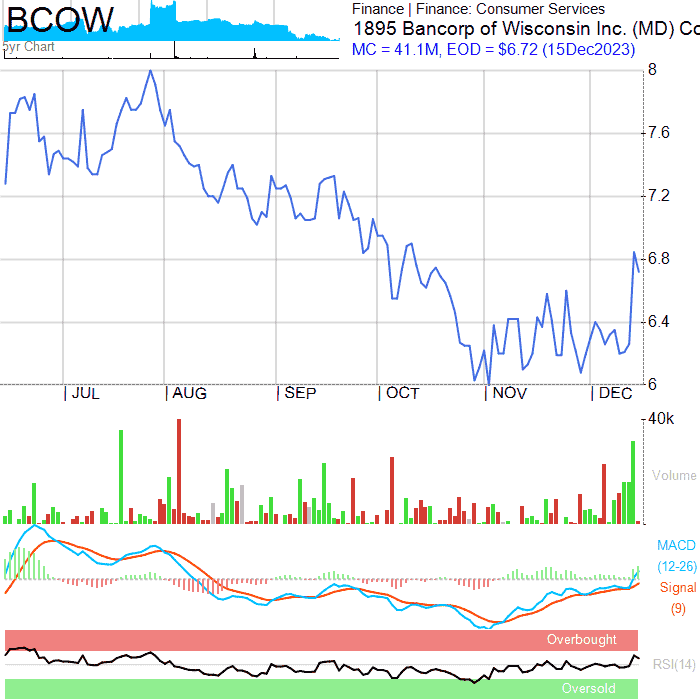 BCOW
5yr Chart
Finance | Finance: Consumer Services
1895 Bancorp of Wisconsin Inc. (MD) Co
MC = 41.1M, EOD = $6.72 (15Dec2023)
8
7.6
7.2
6.8
6.4
6
JUL AUG SEP OCT NOV DEC
40k
Volume
MACD
(12-26)
Signal
(9)
Overbought
RSI(14)
Oversold